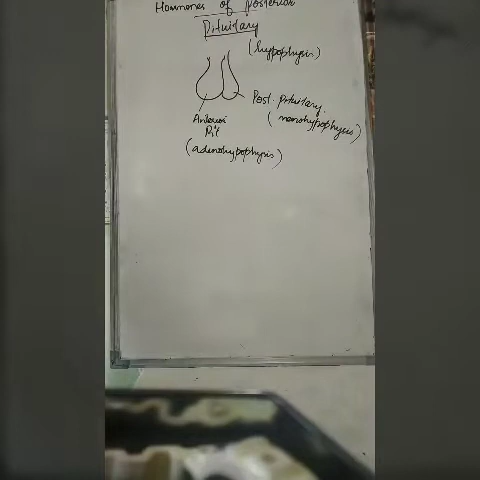 Hormones of Posterior
Pituitary
(hypophysis)
Post. Pituitary.
(neurohypophysis)
Anterior
Pit
(adenohypophysis)